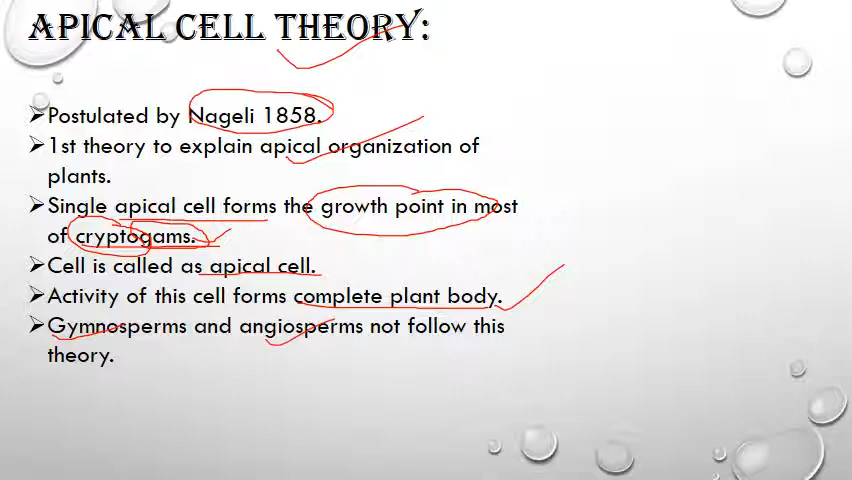 APICAL CELL THEORY:
➢Postulated by Nageli 1858.
➢1st theory to explain apical organization of
plants.
➢Single apical cell forms the growth point in most
of cryptogams.
➢Cell is called as apical cell.
➢Activity of this cell forms complete plant body.
➢Gymnosperms and angiosperms not follow this
theory.